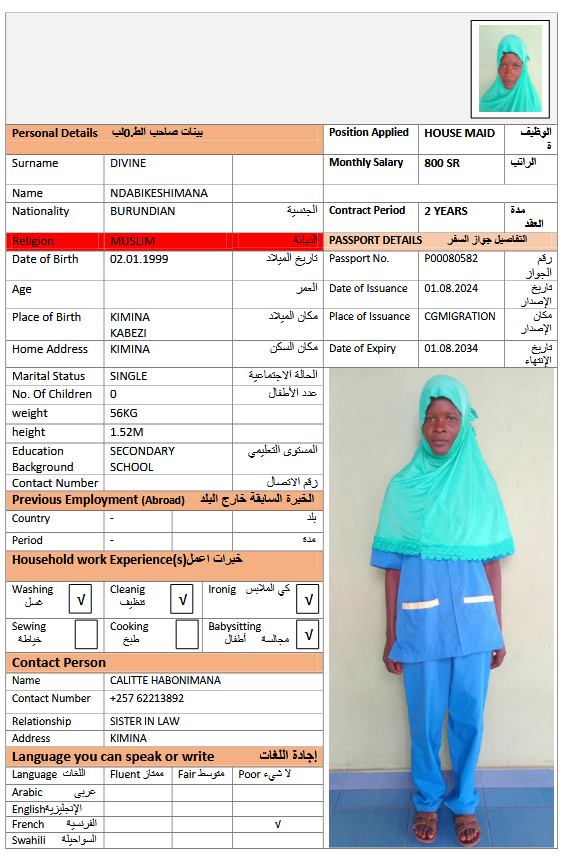 Personal Details بينات صاحب الط.0لب
Position Applied HOUSE MAID الوظيف
ة
Surname DIVINE
Monthly Salary 800 SR الراتب
Name NDABIKESHIMANA
Nationality BURUNDIAN الجنسية
Contract Period 2 YEARS مدة
العقد
Religion MUSLIM الديانة
PASSPORT DETAILS التفاصيل جواز السفر
Date of Birth 02.01.1999 تاريخ الميلاد
Passport No. P00080582 رقم
الجواز
Age العمر
Date of Issuance 01.08.2024 تاريخ
الإصدار
Place of Birth KIMINA مكان الميلاد
KABEZI
Place of Issuance CGMIGRATION مكان
الإصدار
Home Address KIMINA مكان السكن
Date of Expiry 01.08.2034 تاريخ
الإنتهاء
Marital Status SINGLE الحالة الاجتماعية
No. Of Children 0 عدد الأطفال
weight 56KG
height 1.52M
Education SECONDARY المستوى التعليمي
Background SCHOOL
Contact Number رقم الاتصال
Previous Employment (Abroad) الخبرة السابقة خارج البلد
Country - بلد
Period - مدة
Household work Experience(s) خبرات اعمل
Washing √ Cleanig √ Ironig كي الملابس √
غسل تنظيف
Sewing Cooking Babysitting √
خياطة طبخ مجالسة أطفال
Contact Person
Name CALITTE HABONIMANA
Contact Number +257 62213892
Relationship SISTER IN LAW
Address KIMINA
Language you can speak or write إجادة اللغات
Language اللغات Fluent ممتاز Fair متوسط Poor لا شيء
Arabic عربى
English الإنجليزية
French الفرنسية √
Swahili السواحيلة